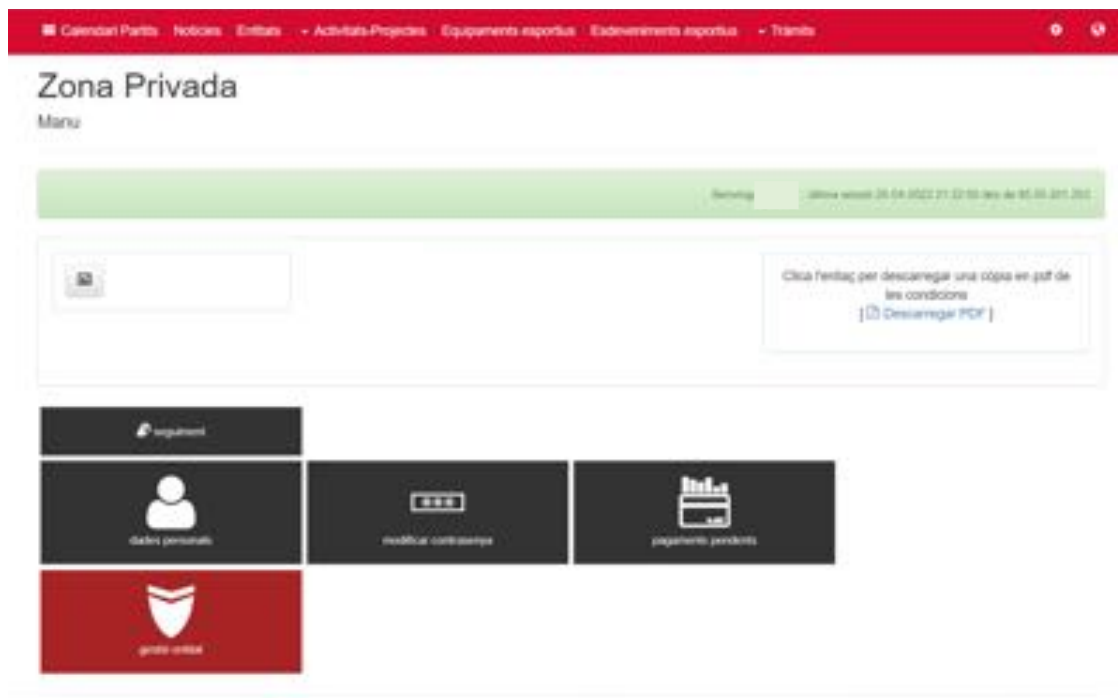 Calendari Partits Notícies Entitats Activitats-Projectes Equipaments esportius Esdeveniments esportius Tràmits
Zona Privada
Manu
Clica l'enllaç per descarregar una còpia en pdf de
les condicions
[ Descarregar PDF ]
seguiment
dades personals
modificar contrasenya
pagaments pendents
gestió entitat